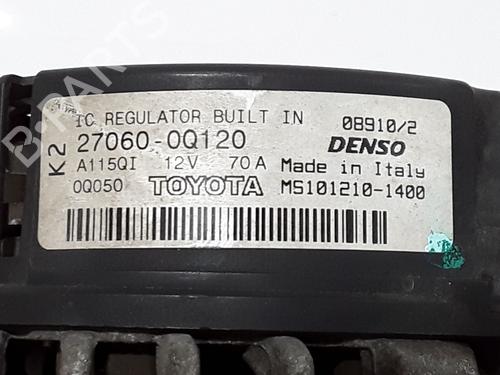 IC REGULATOR BUILT IN 08910/2
K2
27060-0Q120 DENSO
A115QI 12V 70A Made in Italy
0Q050 TOYOTA MS101210-1400
B-PARTS